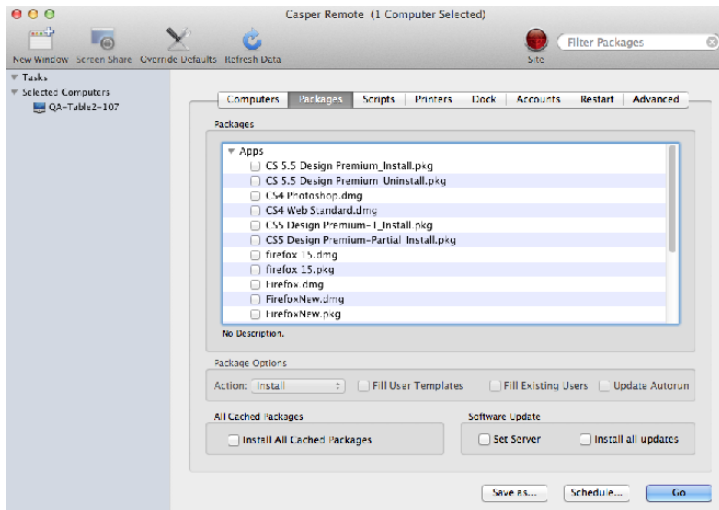 Casper Remote (1 Computer Selected)
New Window Screen Share Override Defaults Refresh Data Site Filter Packages
Tasks
Selected Computers
QA-Table2-107
Computers Packages Scripts Printers Dock Accounts Restart Advanced
Packages
Apps
CS 5.5 Design Premium_Install.pkg
CS 5.5 Design Premium-Uninstall.pkg
CS4 Photoshop.dmg
CS4 Web Standard.dmg
CS5 Design Premium-1_Install.pkg
CS5 Design Premium-Partial Install.pkg
firefox 15.dmg
firefox 15.pkg
Firefox.dmg
FirefoxNew.dmg
FirefoxNew.pkg
No Description.
Package Options
Action: Install Fill User Templates Fill Existing Users Update Autorun
All Cached Packages Software Update
Install All Cached Packages Set Server Install all updates
Save as... Schedule... Go